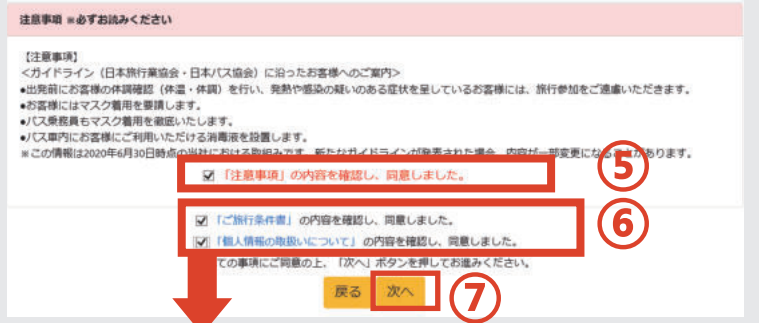 注意事項 ※必ずお読みください
【注意事項】
<ガイドライン（日本旅行業協会・日本バス協会）に沿ったお客様へのご案内>
●出発前にお客様の体調確認（体温・体調）を行い、発熱や感染の疑いのある症状を呈しているお客様には、旅行参加をご遠慮いただきます。
●お客様にはマスク着用を要請します。
●バス乗務員もマスク着用を徹底いたします。
●バス車内にお客様にご利用いただける消毒液を設置します。
※この情報は2020年6月30日時点の当社における取組みです。新たなガイドラインが発表された場合、内容が一部変更になることがあります。
「注意事項」の内容を確認し、同意しました。
⑤
「ご旅行条件書」の内容を確認し、同意しました。
⑥
「個人情報の取扱いについて」の内容を確認し、同意しました。
ての事項にご同意の上、「次へ」ボタンを押してお進みください。
戻る 次へ ⑦